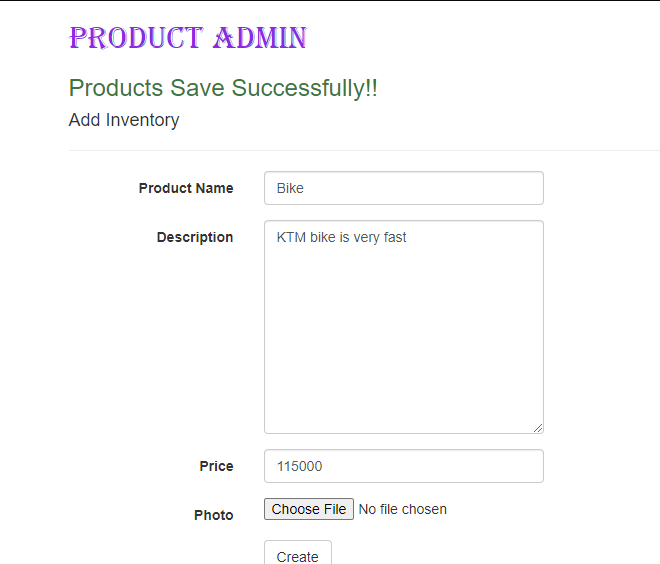 PRODUCT ADMIN
Products Save Successfully!!
Add Inventory
Product Name Bike
Description KTM bike is very fast
Price 115000
Photo Choose File No file chosen
Create